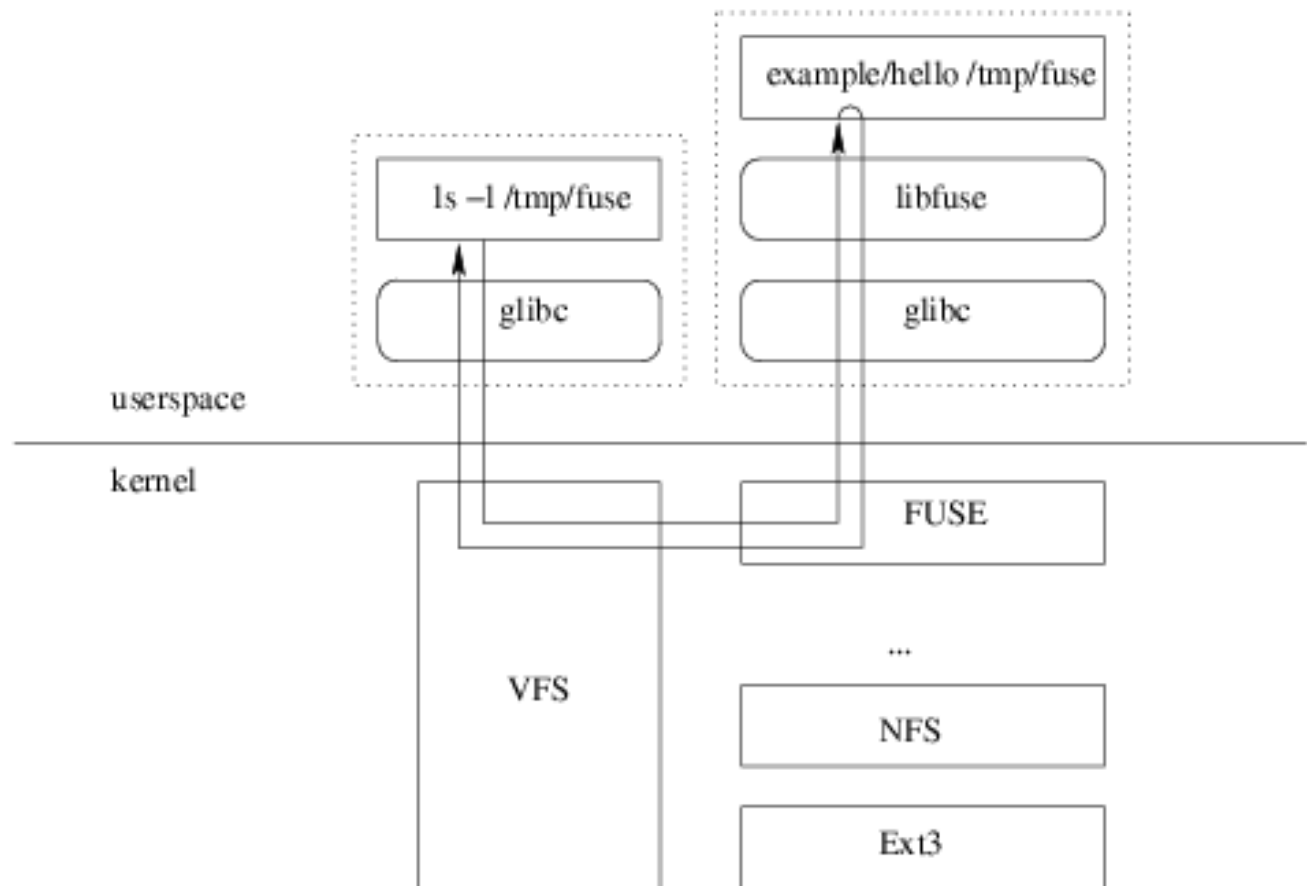 example/hello /tmp/fuse
ls –l /tmp/fuse
libfuse
glibc
glibc
userspace
kernel
FUSE
...
VFS
NFS
Ext3